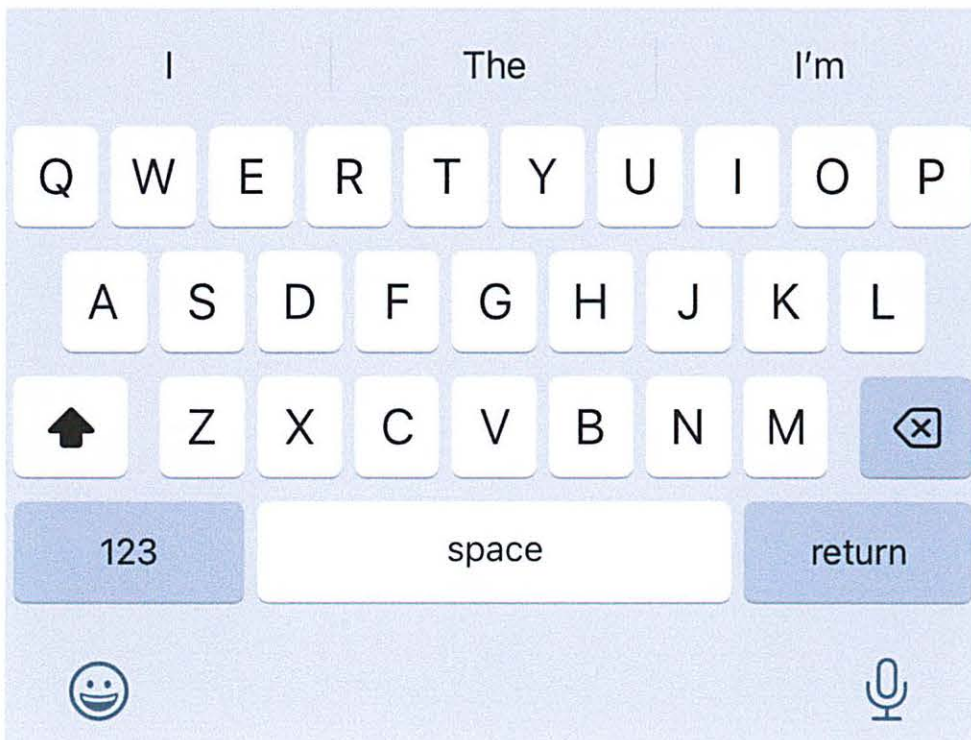 I The I'm
Q W E R T Y U I O P
A S D F G H J K L
Z X C V B N M
123 space return